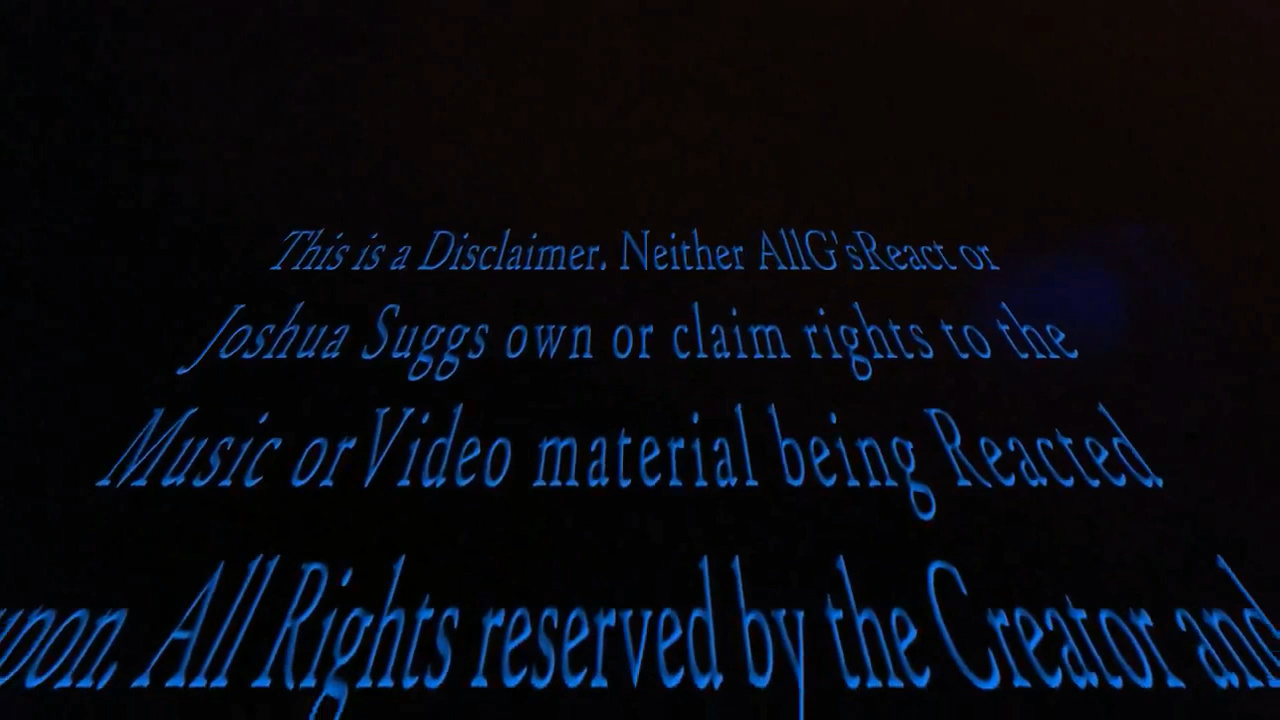 This is a Disclaimer. Neither AllG'sReact or
Joshua Suggs own or claim rights to the
Music or Video material being Reacted
upon. All Rights reserved by the Creator and